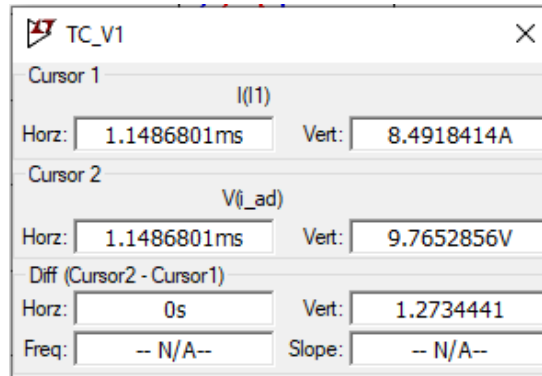 TC_V1
Cursor 1
I(I1)
Horz: 1.1486801ms Vert: 8.4918414A
Cursor 2
V(i_ad)
Horz: 1.1486801ms Vert: 9.7652856V
Diff (Cursor2 - Cursor1)
Horz: 0s Vert: 1.2734441
Freq: -- N/A-- Slope: -- N/A--